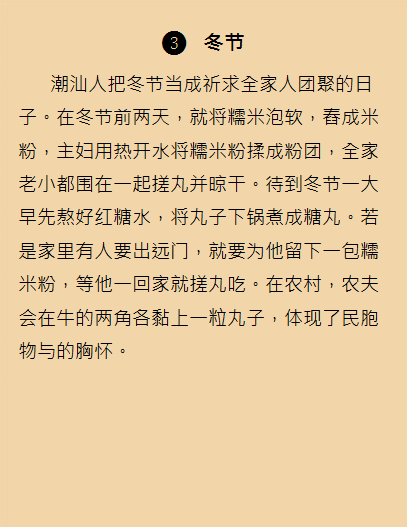 ❸ 冬节
潮汕人把冬节当成祈求全家人团聚的日
子。在冬节前两天，就将糯米泡软，舂成米
粉，主妇用热开水将糯米粉揉成粉团，全家
老小都围在一起搓丸并晾干。待到冬节一大
早先熬好红糖水，将丸子下锅煮成糖丸。若
是家里有人要出远门，就要为他留下一包糯
米粉，等他一回家就搓丸吃。在农村，农夫
会在牛的两角各黏上一粒丸子，体现了民胞
物与的胸怀。